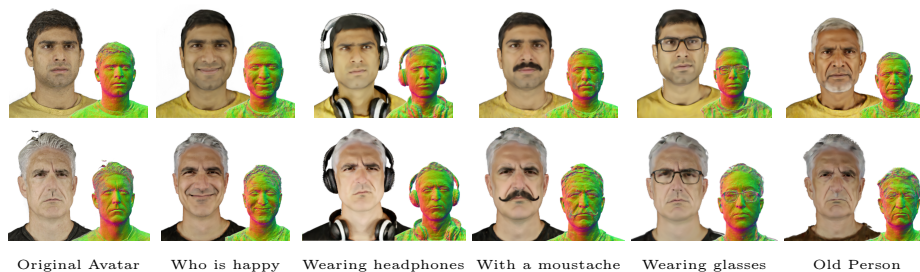 Original Avatar Who is happy Wearing headphones With a moustache Wearing glasses Old Person